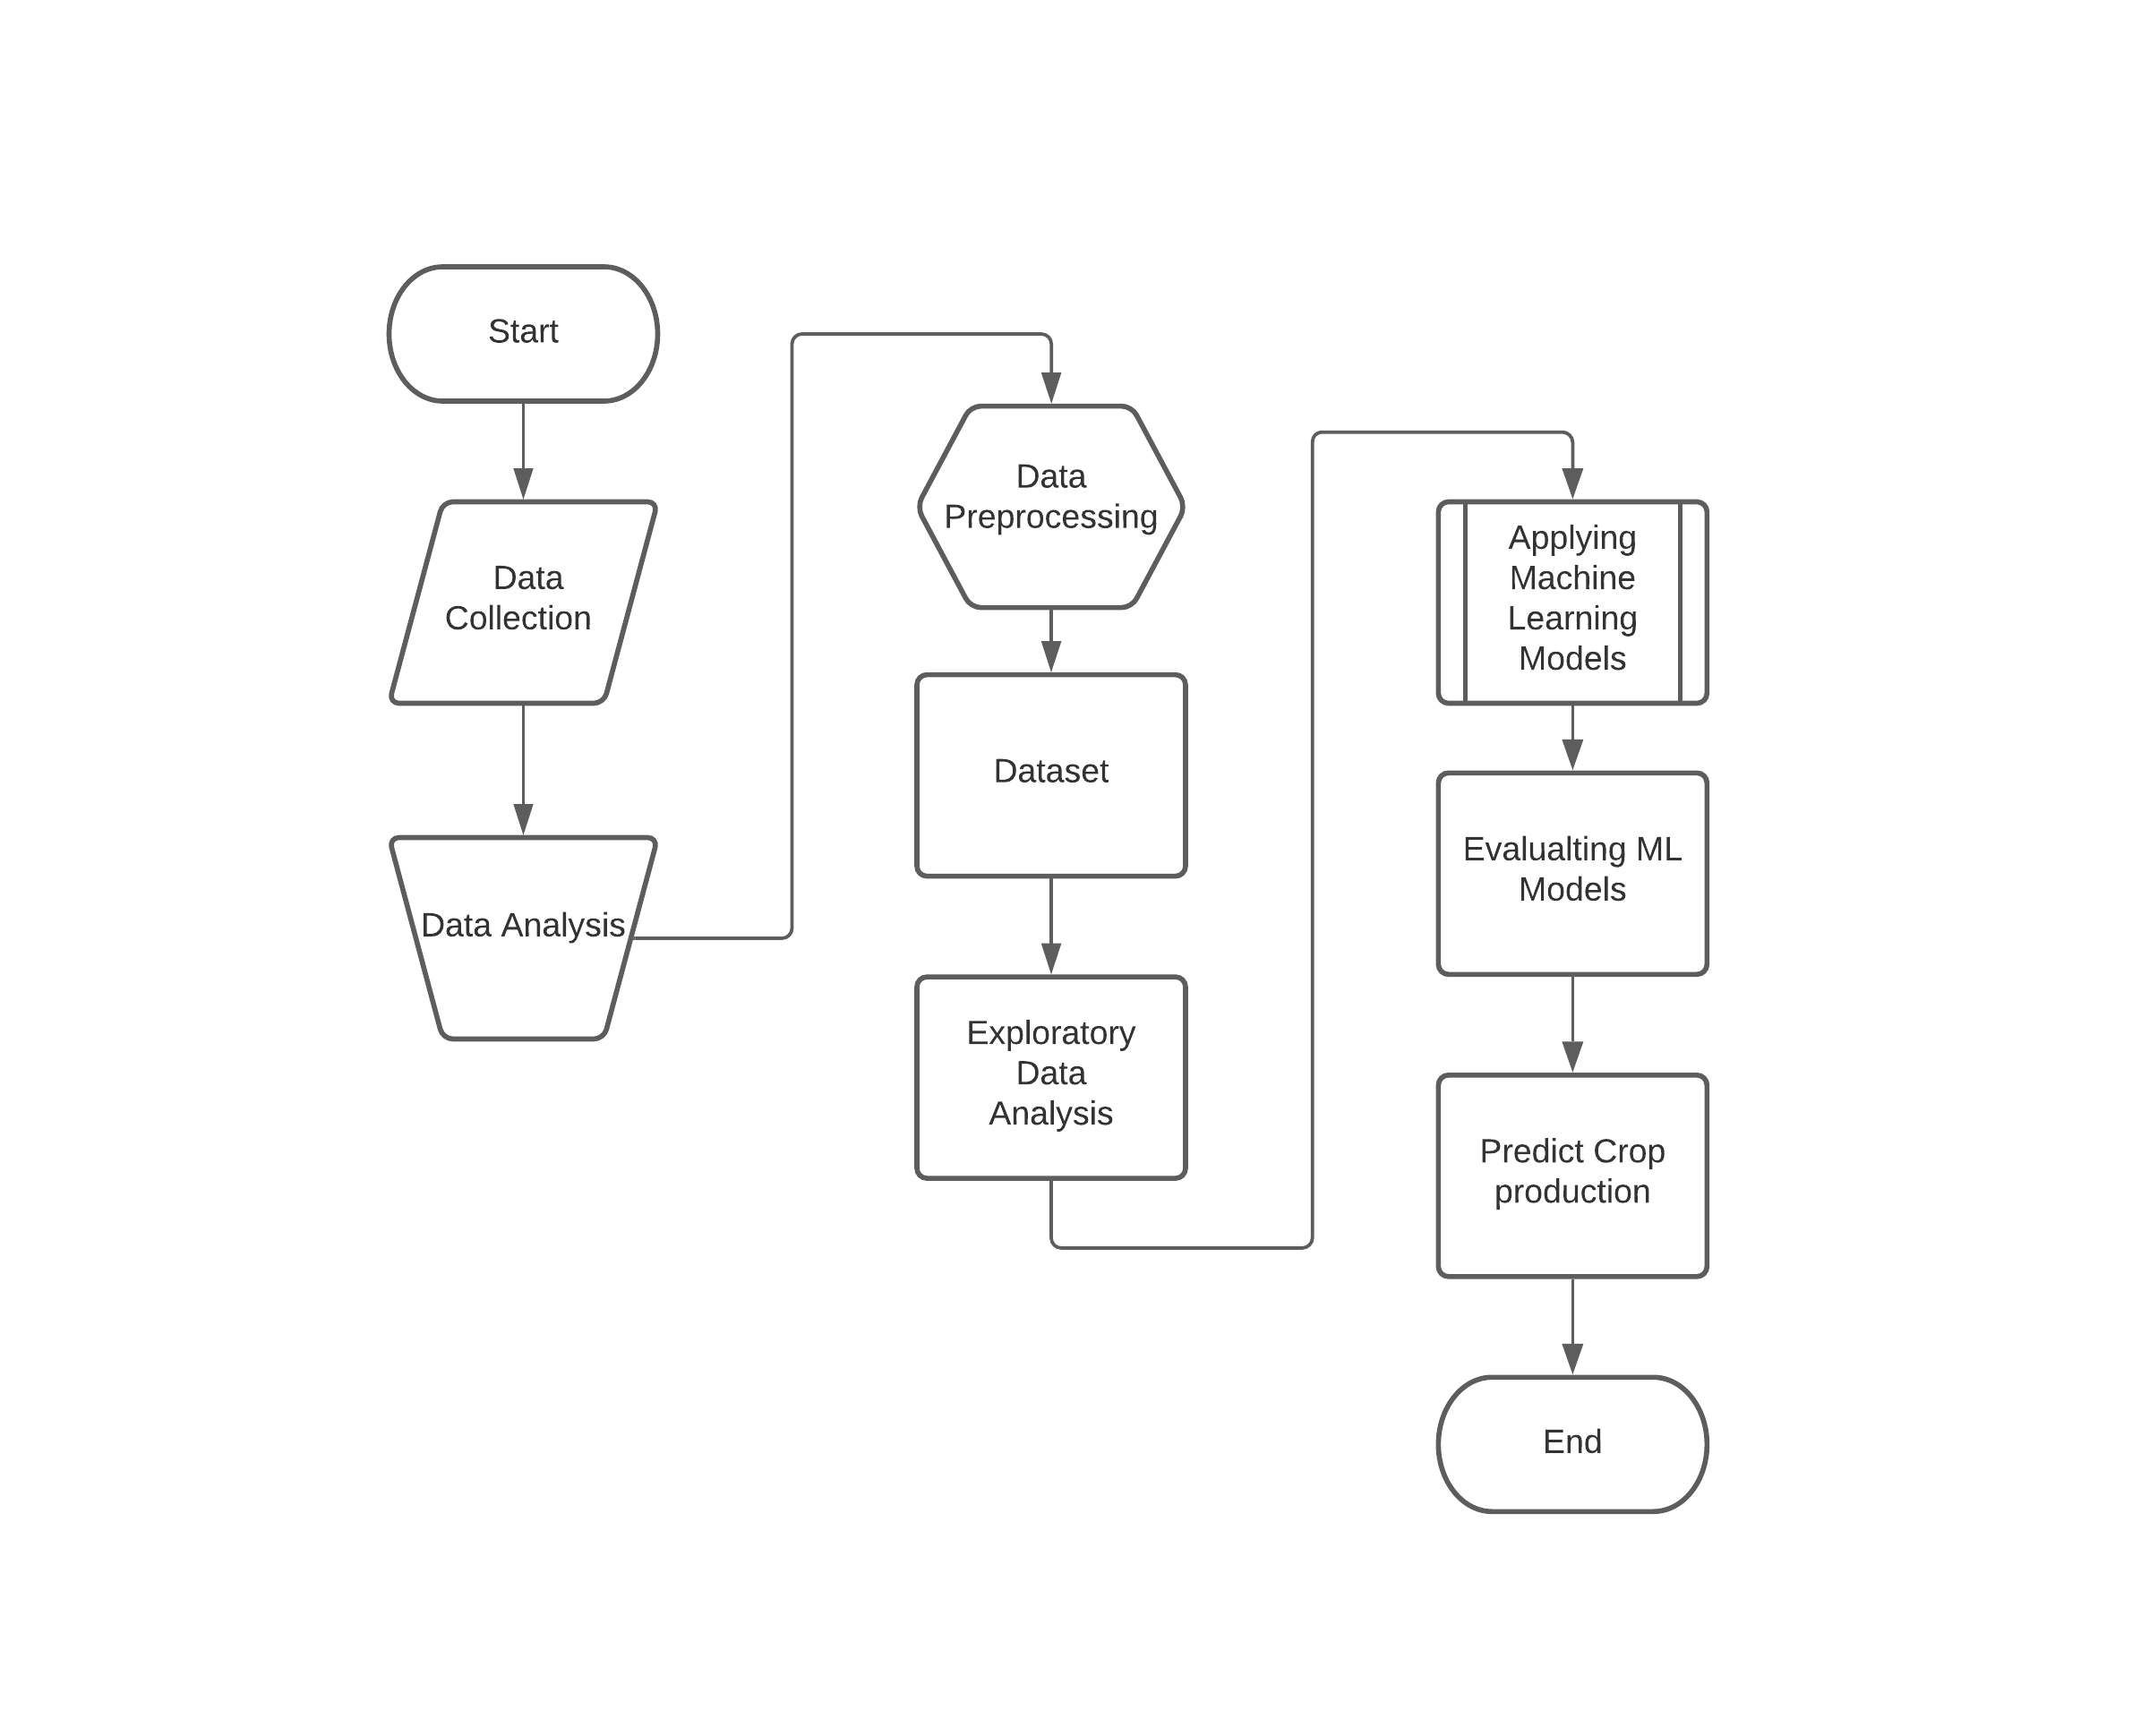 Start
Data
Collection
Data Analysis
Data
Preprocessing
Dataset
Exploratory
Data
Analysis
Applying
Machine
Learning
Models
Evalualting ML
Models
Predict Crop
production
End